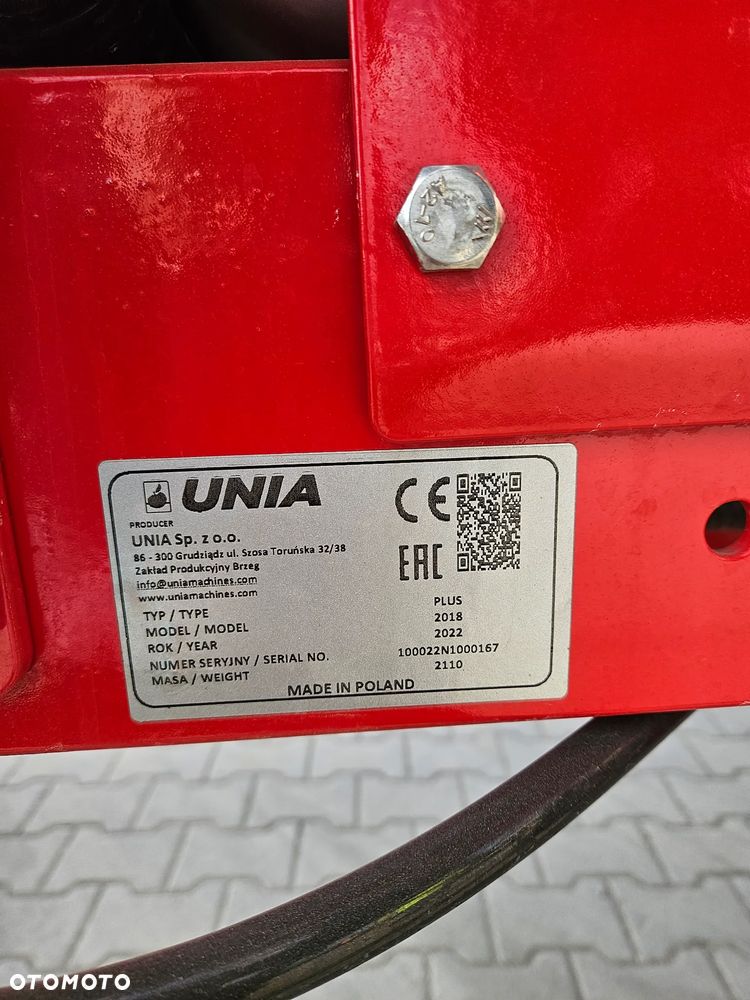 A2-70
UNIA
CE
PRODUCER
UNIA Sp. z o.o.
86 - 300 Grudziądz ul. Szosa Toruńska 32/38
Zakład Produkcyjny Brzeg
info@uniamachines.com
www.uniamachines.com
EAC
TYP / TYPE PLUS
MODEL / MODEL 2018
ROK / YEAR 2022
NUMER SERYJNY / SERIAL NO. 100022N1000167
MASA / WEIGHT 2110
MADE IN POLAND
OTOMOTO